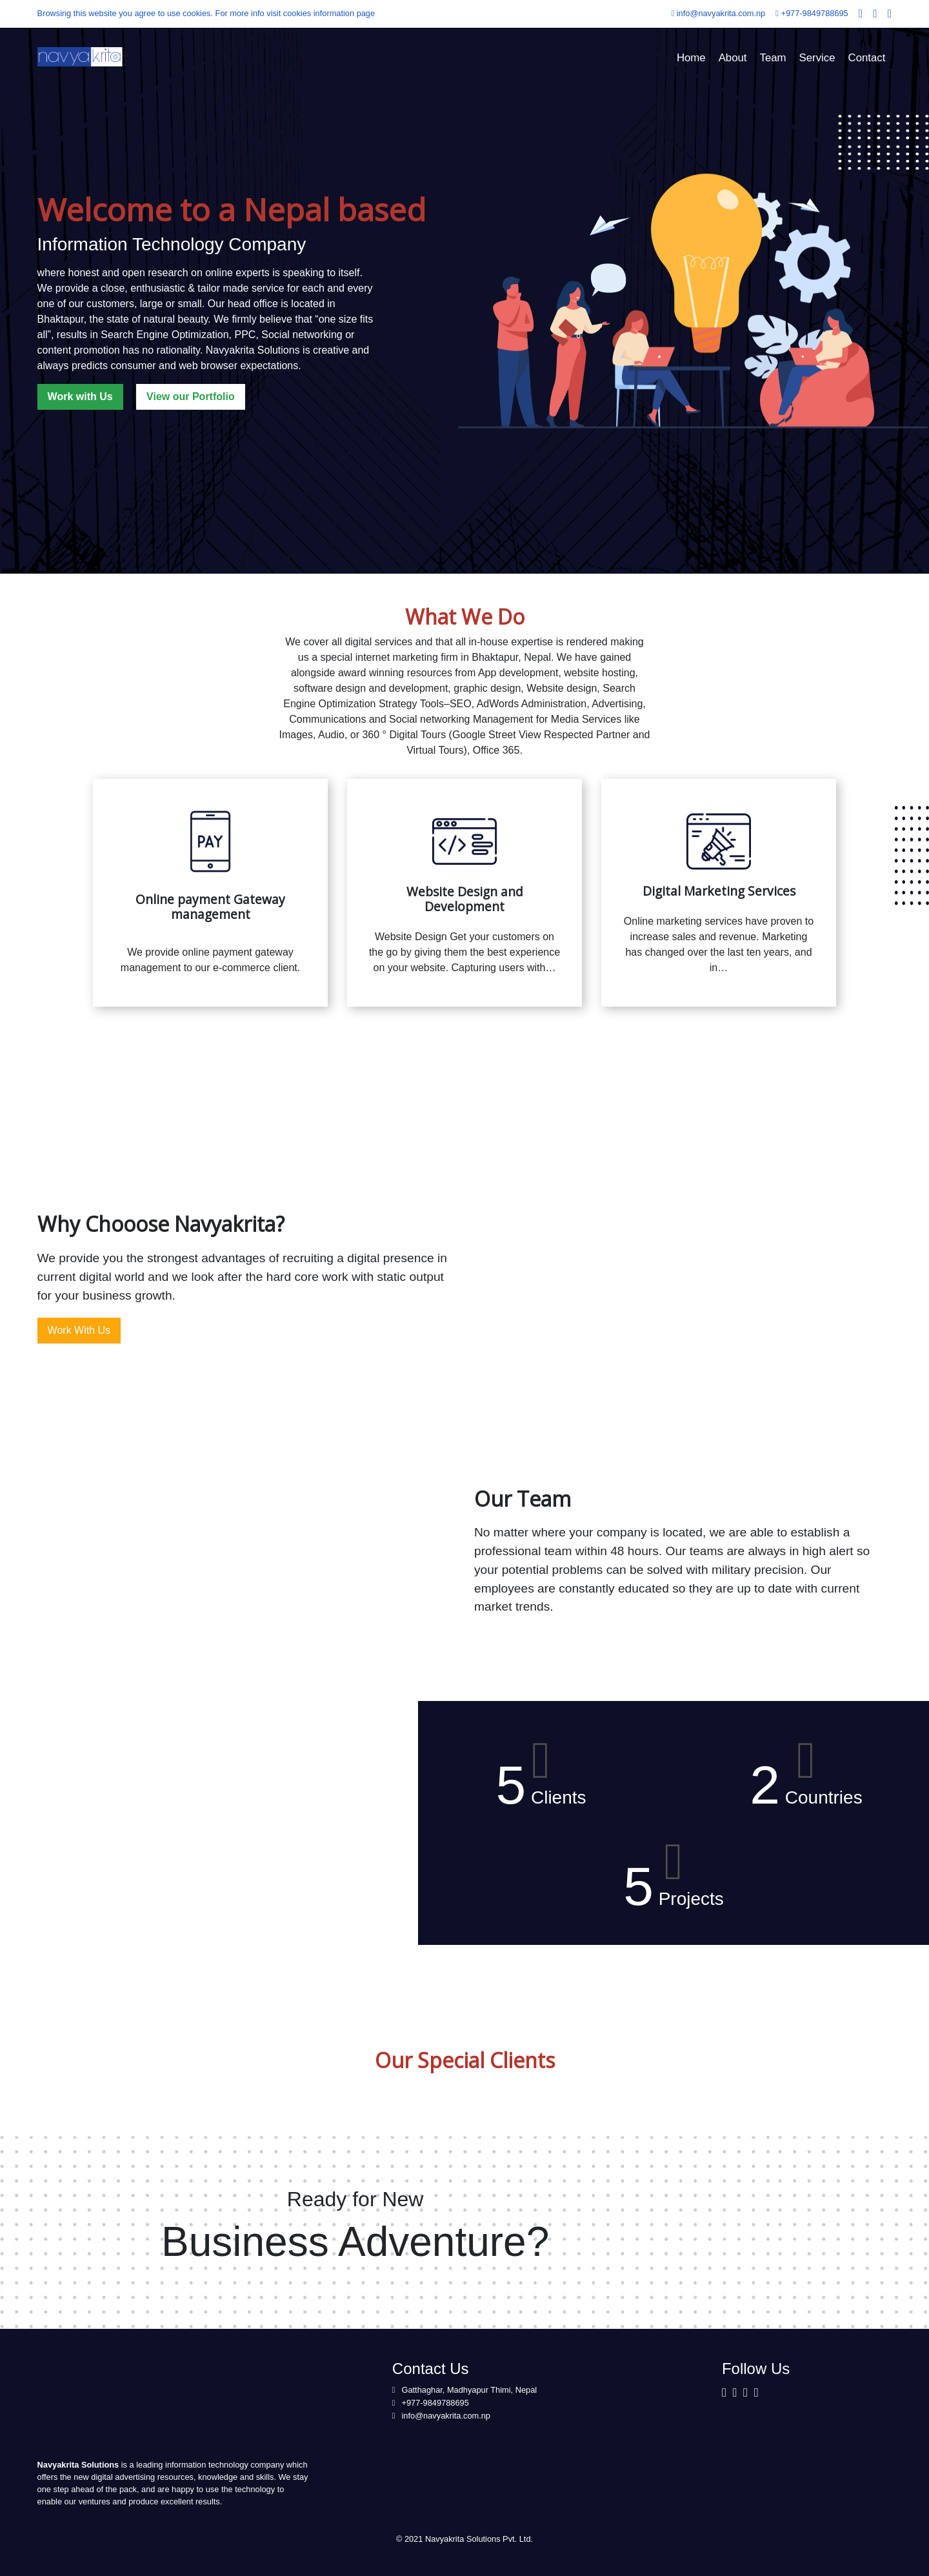 Browsing this website you agree to use cookies. For more info visit cookies information page
info@navyakrita.com.np
+977-9849788695
navyakrita
Home
About
Team
Service
Contact
Welcome to a Nepal based
Information Technology Company
where honest and open research on online experts is speaking to itself.
We provide a close, enthusiastic & tailor made service for each and every
one of our customers, large or small. Our head office is located in
Bhaktapur, the state of natural beauty. We firmly believe that “one size fits
all”, results in Search Engine Optimization, PPC, Social networking or
content promotion has no rationality. Navyakrita Solutions is creative and
always predicts consumer and web browser expectations.
Work with Us
View our Portfolio
What We Do
We cover all digital services and that all in-house expertise is rendered making
us a special internet marketing firm in Bhaktapur, Nepal. We have gained
alongside award winning resources from App development, website hosting,
software design and development, graphic design, Website design, Search
Engine Optimization Strategy Tools–SEO, AdWords Administration, Advertising,
Communications and Social networking Management for Media Services like
Images, Audio, or 360 ° Digital Tours (Google Street View Respected Partner and
Virtual Tours), Office 365.
PAY
Online payment Gateway
management
We provide online payment gateway
management to our e-commerce client.
Website Design and
Development
Website Design Get your customers on
the go by giving them the best experience
on your website. Capturing users with…
Digital Marketing Services
Online marketing services have proven to
increase sales and revenue. Marketing
has changed over the last ten years, and
in…
Why Chooose Navyakrita?
We provide you the strongest advantages of recruiting a digital presence in
current digital world and we look after the hard core work with static output
for your business growth.
Work With Us
Our Team
No matter where your company is located, we are able to establish a
professional team within 48 hours. Our teams are always in high alert so
your potential problems can be solved with military precision. Our
employees are constantly educated so they are up to date with current
market trends.
5 Clients
2 Countries
5 Projects
Our Special Clients
Ready for New
Business Adventure?
Contact Us
Gatthaghar, Madhyapur Thimi, Nepal
+977-9849788695
info@navyakrita.com.np
Follow Us
Navyakrita Solutions is a leading information technology company which
offers the new digital advertising resources, knowledge and skills. We stay
one step ahead of the pack, and are happy to use the technology to
enable our ventures and produce excellent results.
© 2021 Navyakrita Solutions Pvt. Ltd.